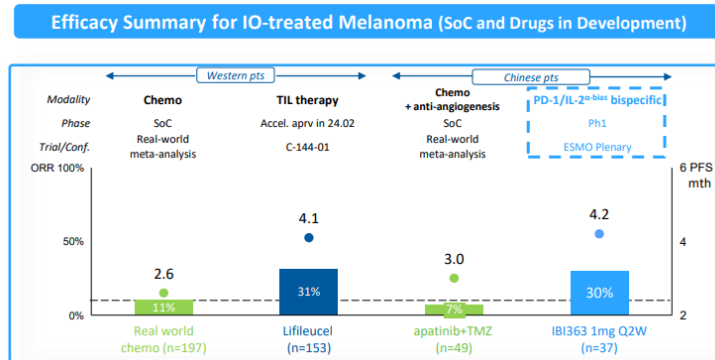 Efficacy Summary for IO-treated Melanoma (SoC and Drugs in Development)
Western pts
Chinese pts
Modality
Chemo
TIL therapy
Chemo
+ anti-angiogenesis
PD-1/IL-2α-bias bispecific
Phase
SoC
Accel. aprv in 24.02
SoC
Ph1
Trial/Conf.
Real-world
meta-analysis
C-144-01
Real-world
meta-analysis
ESMO Plenary
ORR 100%
6 PFS
mth
50%
4
0%
2
2.6
4.1
3.0
4.2
11%
31%
7%
30%
Real world
chemo (n=197)
Lifileucel
(n=153)
apatinib+TMZ
(n=49)
IBI363 1mg Q2W
(n=37)